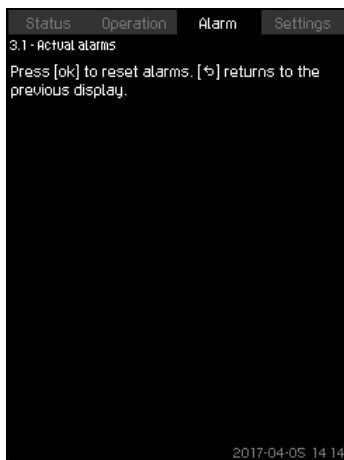 Status Operation Alarm Settings
3.1 - Actual alarms
Press [ok] to reset alarms. [⮌] returns to the
previous display.
2017-04-05 14:14